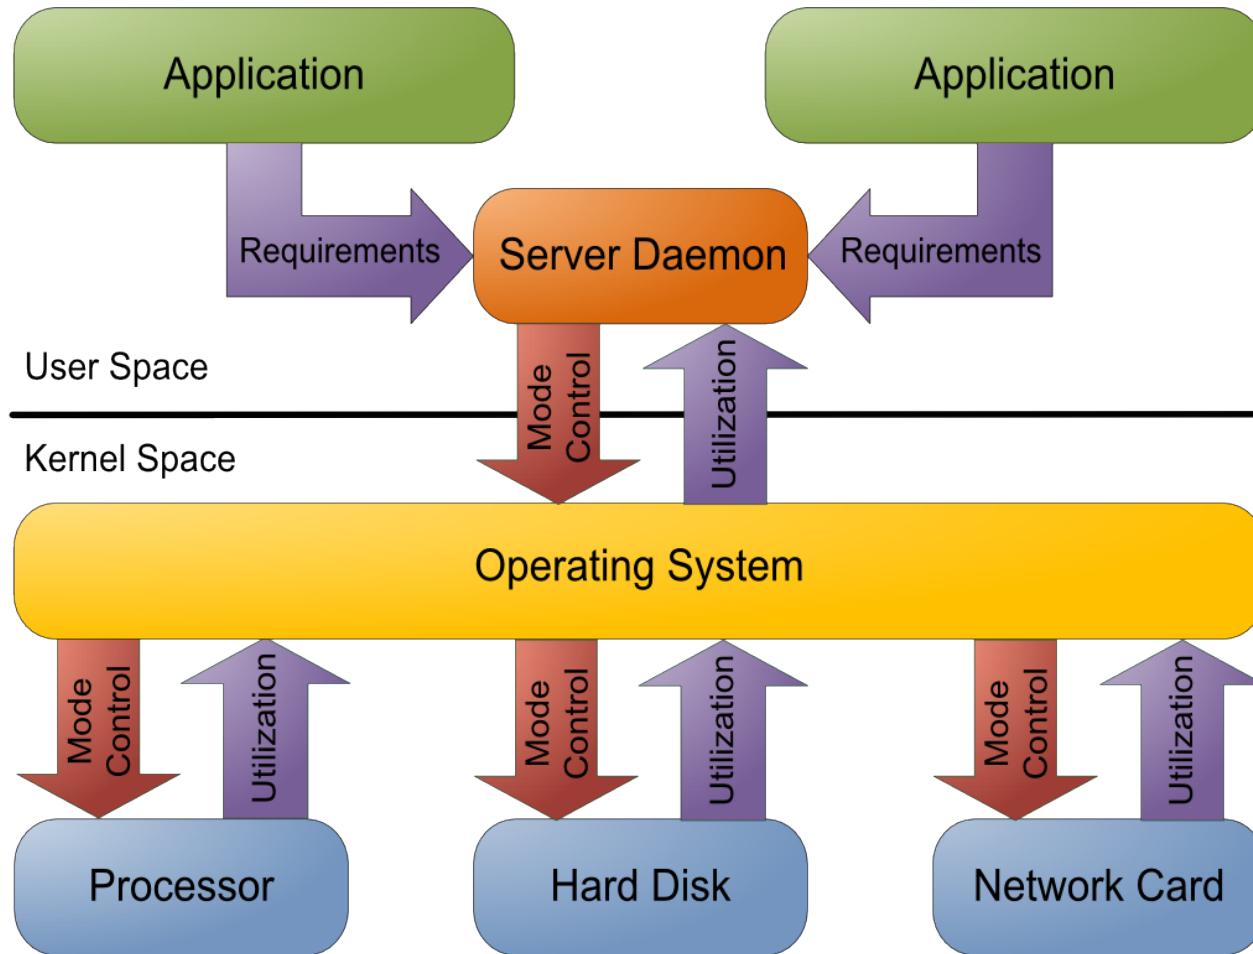 Application
Application
Requirements
Server Daemon
Requirements
User Space
Mode
Control
Utilization
Kernel Space
Operating System
Mode
Control
Utilization
Mode
Control
Utilization
Mode
Control
Utilization
Processor
Hard Disk
Network Card